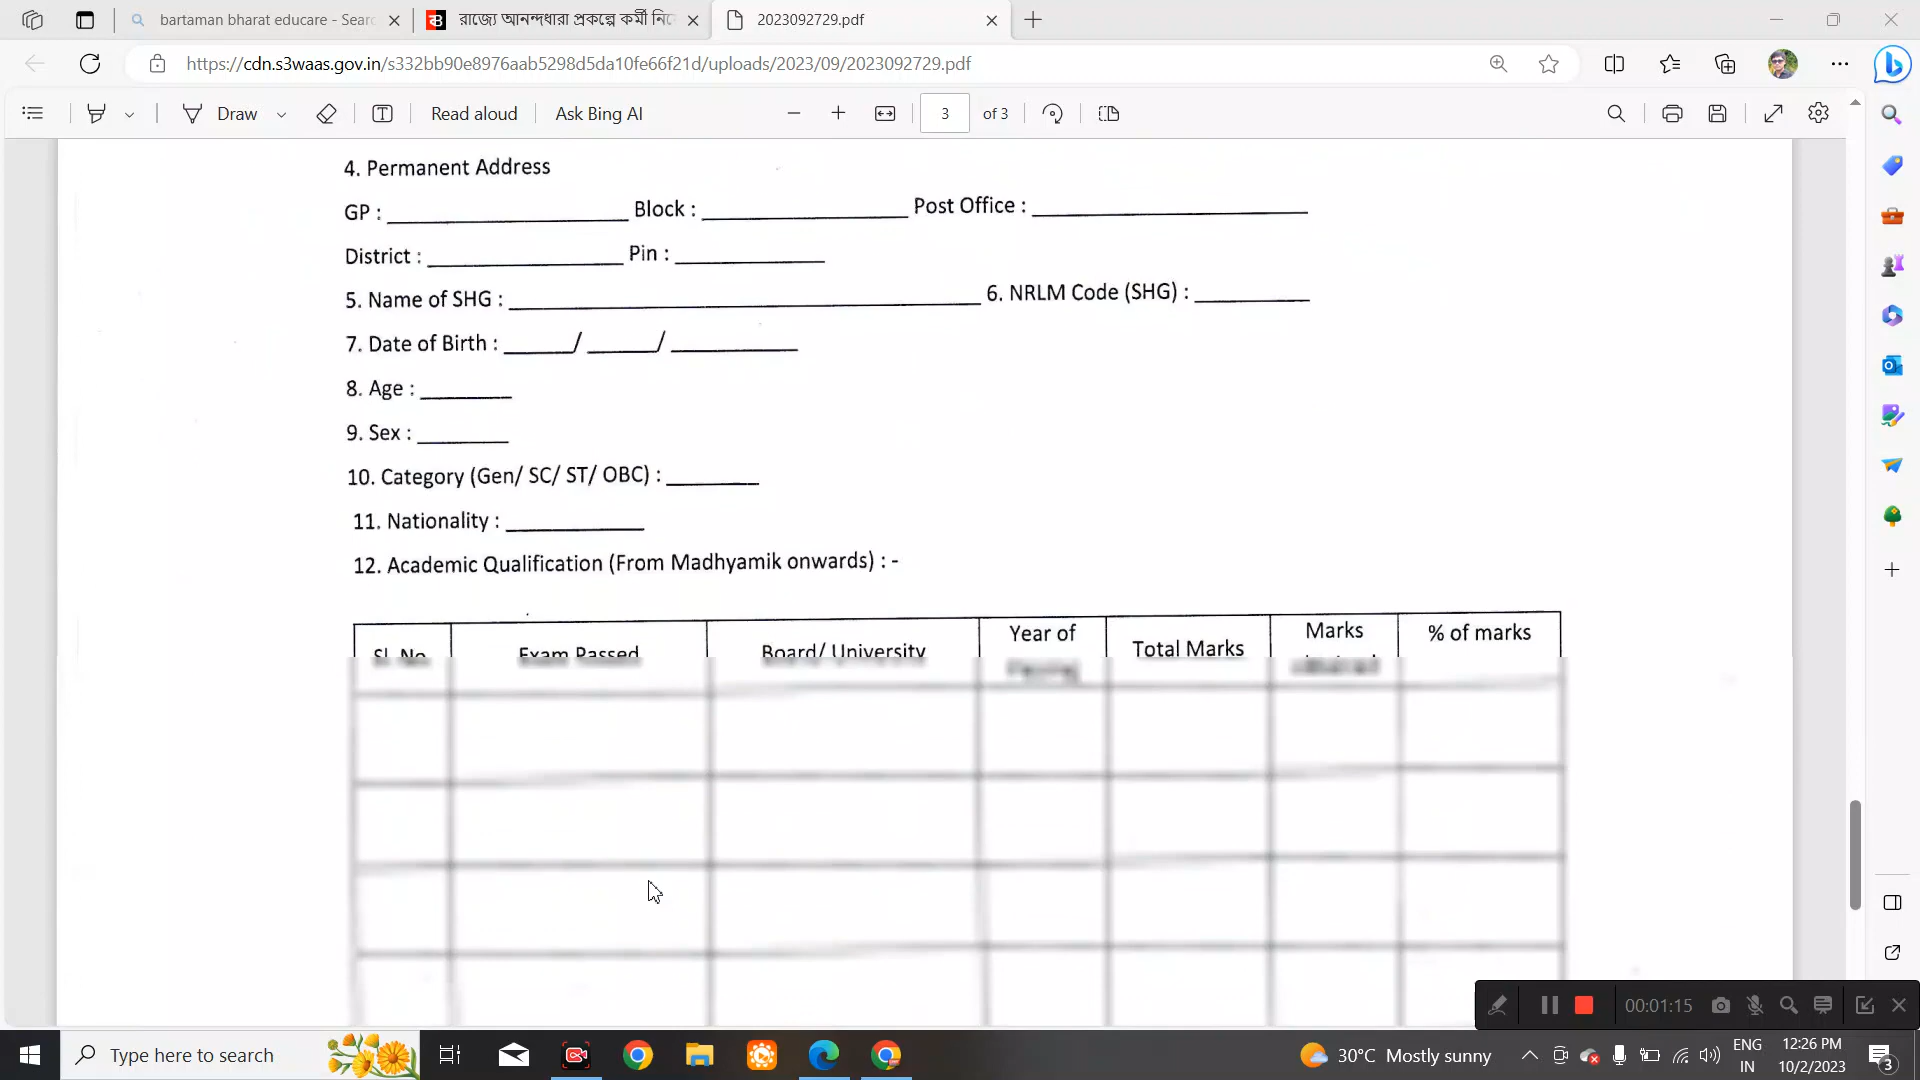 bartaman bharat educare - Sear
রাজ্যে আনন্দধারা প্রকল্পে কর্মী নিয়ে
2023092729.pdf
https://cdn.s3waas.gov.in/s332bb90e8976aab5298d5da10fe66f21d/uploads/2023/09/2023092729.pdf
Draw
Read aloud
Ask Bing AI
3 of 3
4. Permanent Address
GP : Block : Post Office :
District : Pin :
5. Name of SHG : 6. NRLM Code (SHG) :
7. Date of Birth : / /
8. Age :
9. Sex :
10. Category (Gen/ SC/ ST/ OBC) :
11. Nationality :
12. Academic Qualification (From Madhyamik onwards) : -
Sl. No. Exam Passed Board/ University Year of Total Marks Marks % of marks
00:01:15
Type here to search
30°C Mostly sunny
ENG
IN
12:26 PM
10/2/2023
3